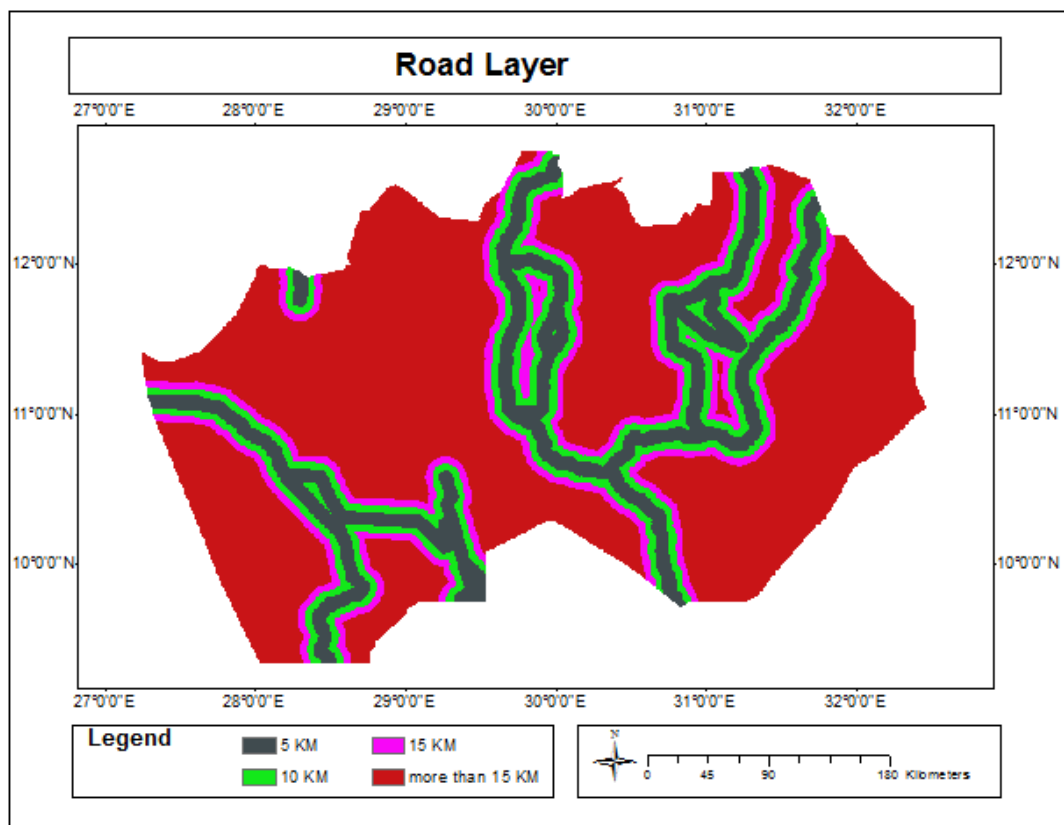 Road Layer
27°0'0"E 28°0'0"E 29°0'0"E 30°0'0"E 31°0'0"E 32°0'0"E
12°0'0"N 12°0'0"N
11°0'0"N 11°0'0"N
10°0'0"N 10°0'0"N
27°0'0"E 28°0'0"E 29°0'0"E 30°0'0"E 31°0'0"E 32°0'0"E
Legend
5 KM 15 KM
10 KM more than 15 KM
N
0 45 90 180 Kilometers